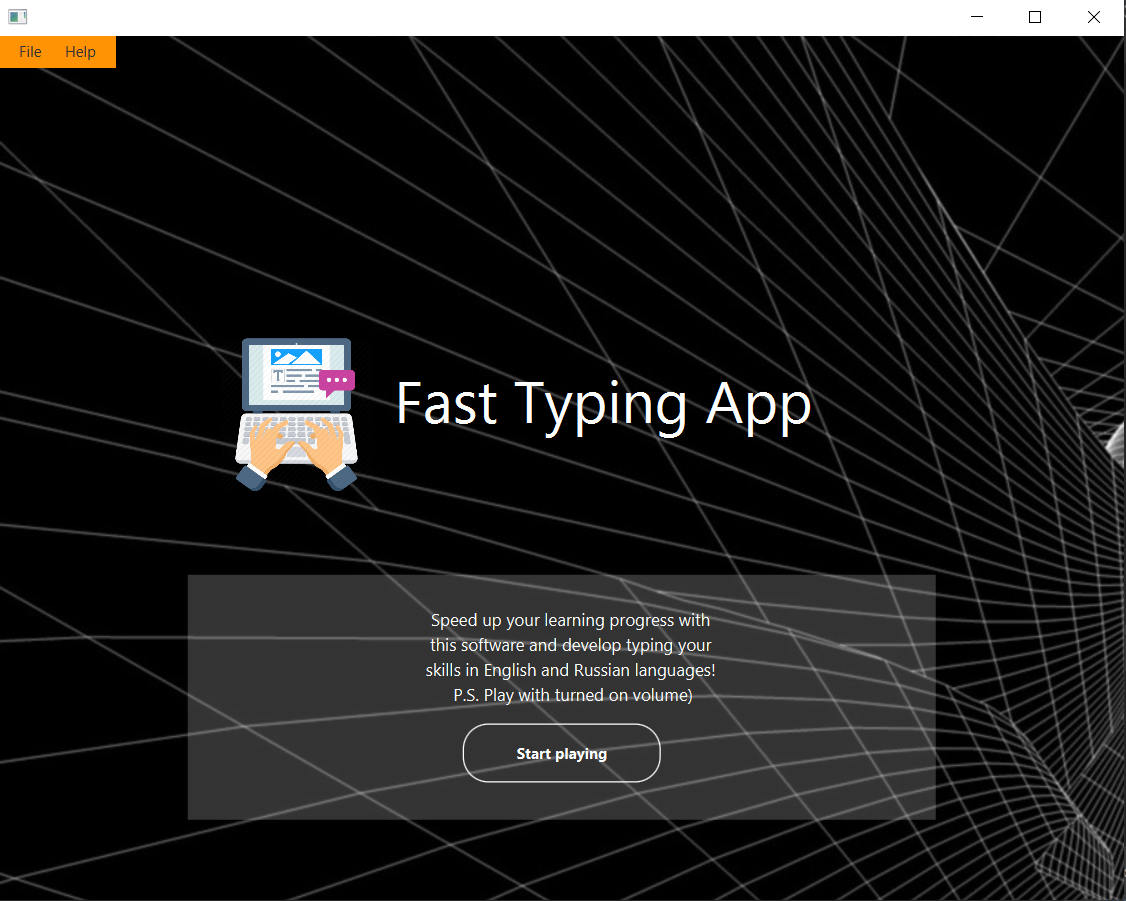 File Help
T
Fast Typing App
Speed up your learning progress with
this software and develop typing your
skills in English and Russian languages!
P.S. Play with turned on volume)
Start playing